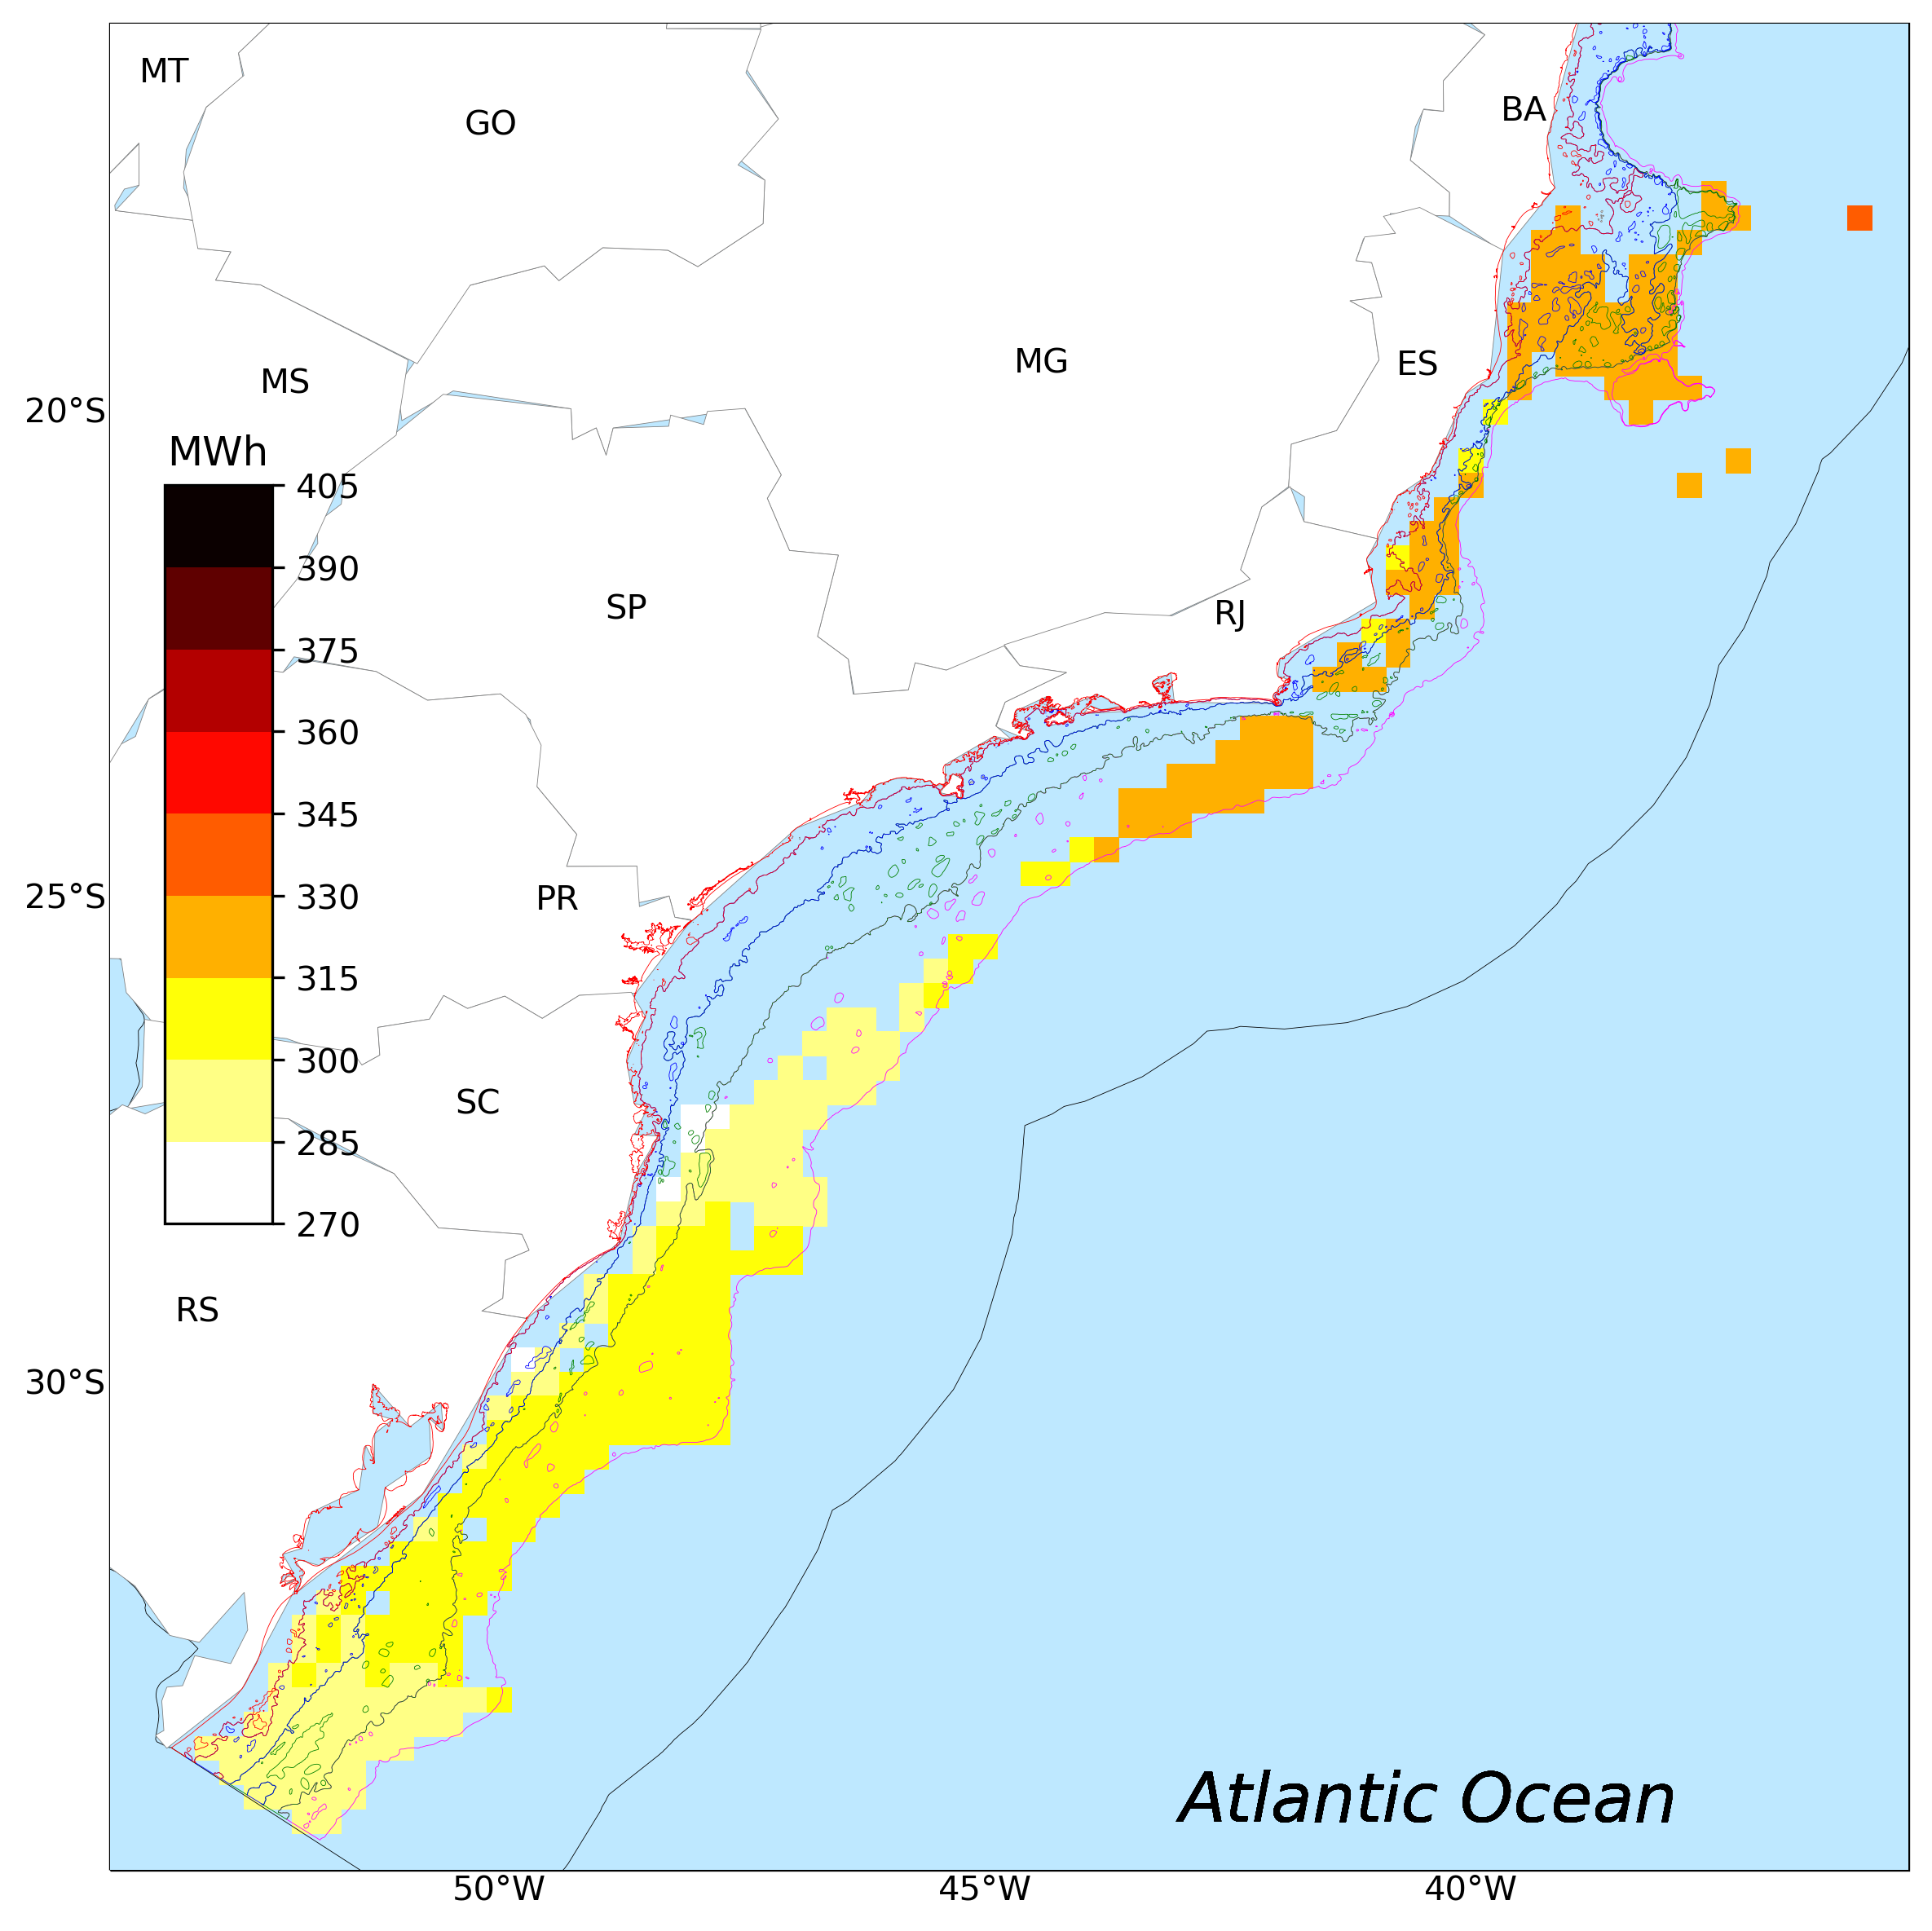 MT
GO
BA
MS
MG
ES
20°S
MWh
405
390
375
360
345
330
315
300
285
270
SP
RJ
25°S
PR
SC
RS
30°S
Atlantic Ocean
50°W 45°W 40°W